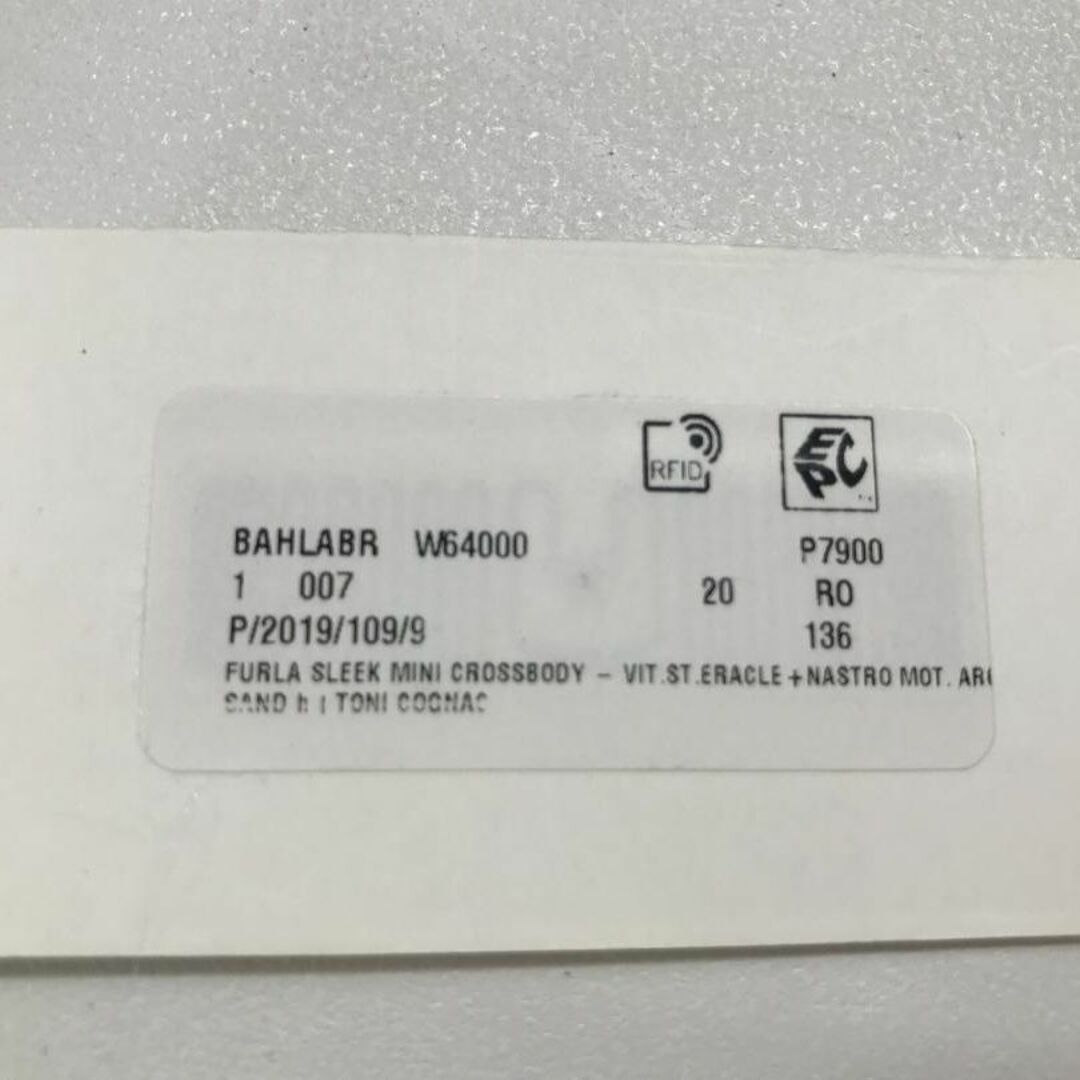 RFID
EPC
BAHLABR W64000 P7900
1 007 20 RO
P/2019/109/9 136
FURLA SLEEK MINI CROSSBODY – VIT.ST.ERACLE+NASTRO MOT. AR
SAND TONI COGNAC